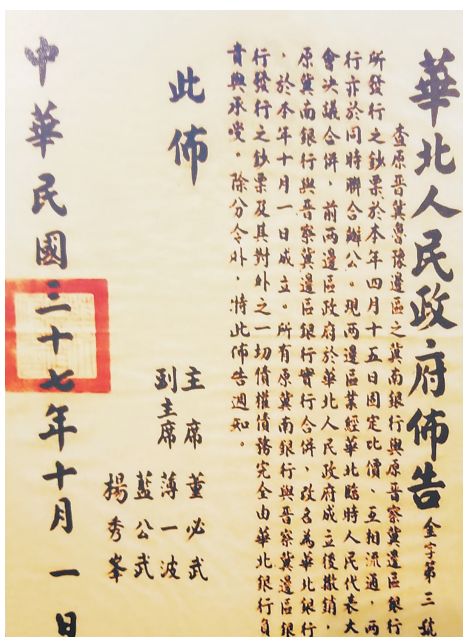 華北人民政府佈告 金字第三號
查原晉冀魯豫邊區之冀南銀行與原晉察冀邊區銀行
所發行之鈔票於本年四月十五日固定比價、互相流通，兩
行亦於同時聯合辦公。現兩邊區業經華北臨時人民代表大
會決議合併，前兩邊區政府於華北人民政府成立後撤銷，
原冀南銀行與晉察冀邊區銀行實行合併，改名為華北銀行
，於本年十月一日成立。所有原冀南銀行與晉察冀邊區銀
行發行之鈔票及其對外之一切債權債務完全由華北銀行負
責與承受。除分令外，特此佈告週知。
此佈
主席 董必武
副主席 薄一波
藍公武
楊秀峯
中華民國三十七年十月一日